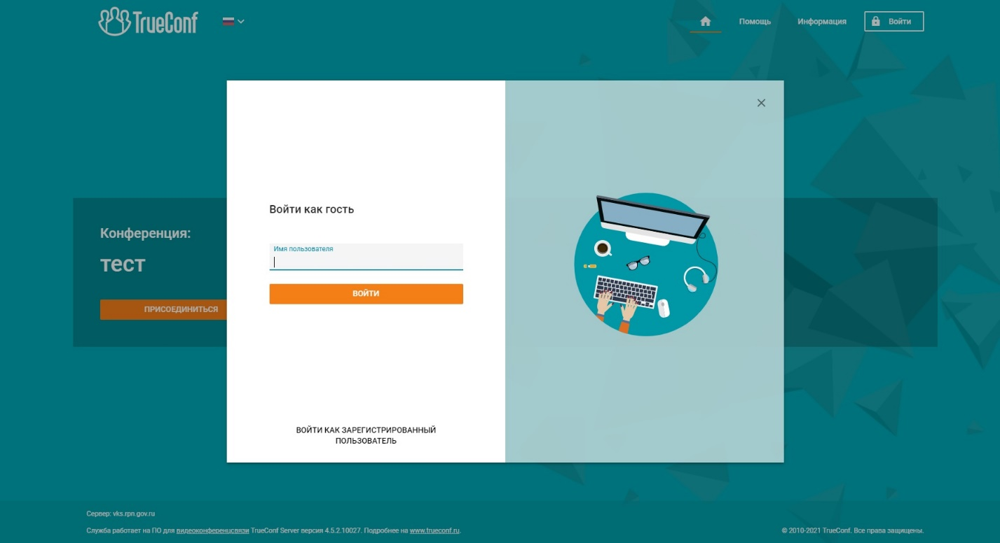 TrueConf
Помощь
Информация
Войти
Войти как гость
Имя пользователя
ВОЙТИ
ВОЙТИ КАК ЗАРЕГИСТРИРОВАННЫЙ
ПОЛЬЗОВАТЕЛЬ
Конференция:
тест
ПРИСОЕДИНИТЬСЯ
Сервер: vks.rpn.gov.ru
Служба работает на ПО для видеоконференцсвязи TrueConf Server версия 4.5.2.10027. Подробнее на www.trueconf.ru.
© 2010-2021 TrueConf. Все права защищены.